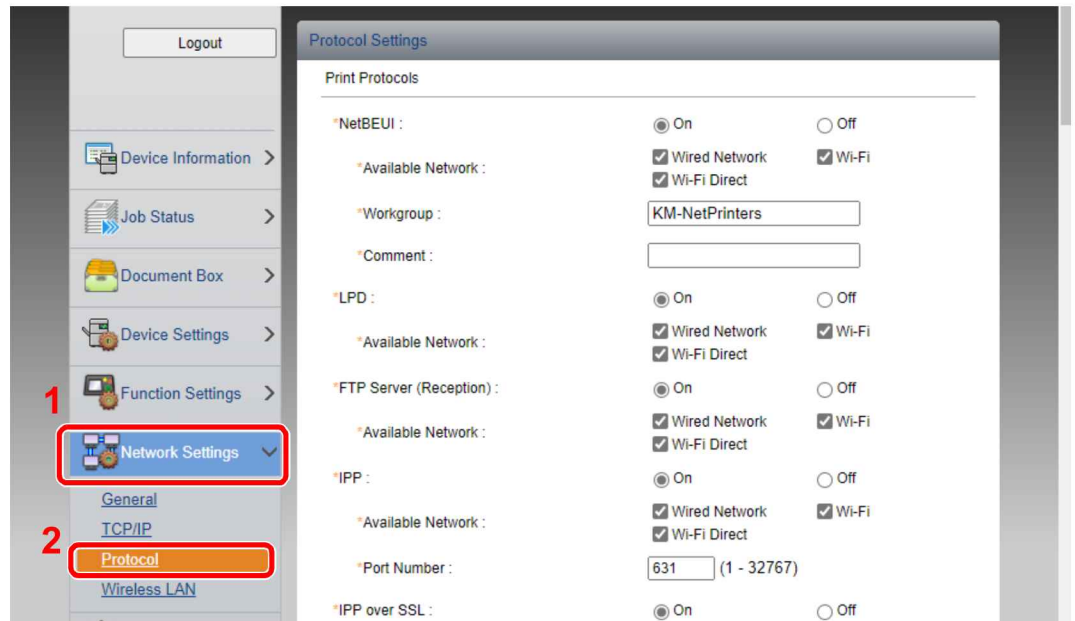 Logout
Device Information
Job Status
Document Box
Device Settings
1
Function Settings
Network Settings
General
2
TCP/IP
Protocol
Wireless LAN
Protocol Settings
Print Protocols
*NetBEUI : On Off
*Available Network : Wired Network Wi-Fi
Wi-Fi Direct
*Workgroup : KM-NetPrinters
*Comment :
*LPD : On Off
*Available Network : Wired Network Wi-Fi
Wi-Fi Direct
*FTP Server (Reception) : On Off
*Available Network : Wired Network Wi-Fi
Wi-Fi Direct
*IPP : On Off
*Available Network : Wired Network Wi-Fi
Wi-Fi Direct
*Port Number : 631 (1 - 32767)
*IPP over SSL : On Off